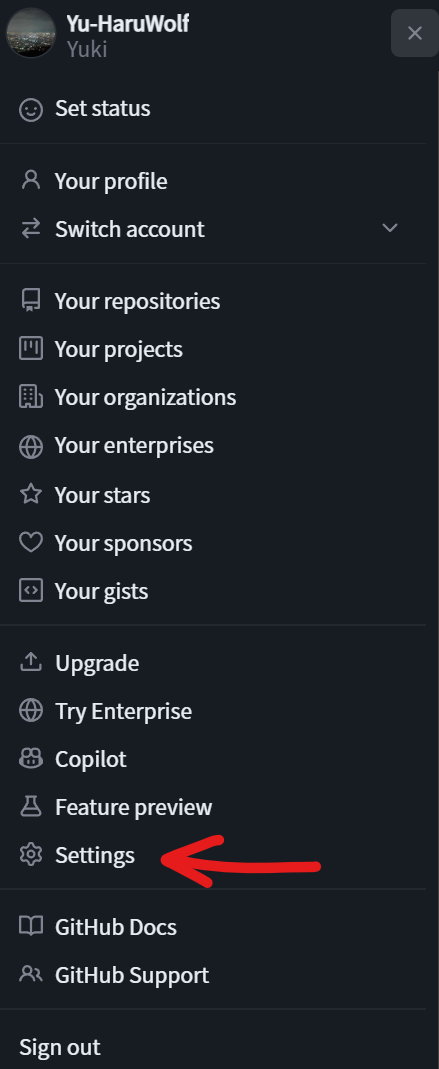 Yu-HaruWolf
Yuki
Set status
Your profile
Switch account
Your repositories
Your projects
Your organizations
Your enterprises
Your stars
Your sponsors
Your gists
Upgrade
Try Enterprise
Copilot
Feature preview
Settings
GitHub Docs
GitHub Support
Sign out